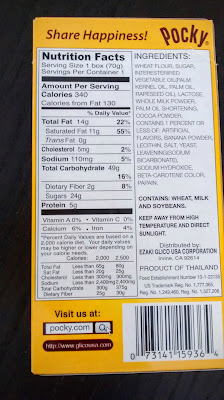 Share Happiness!
Pocky
Nutrition Facts
Serving Size 1 box (70g)
Servings Per Container 1
Amount Per Serving
Calories 340
Calories from Fat 130
% Daily Value*
Total Fat 14g 22%
Saturated Fat 11g 55%
Trans Fat 0g
Cholesterol 5mg 2%
Sodium 110mg 5%
Total Carbohydrate 49g
16%
Dietary Fiber 2g 8%
Sugars 24g
Protein 5g
Vitamin A 0% • Vitamin C 0%
Calcium 6% • Iron 4%
*Percent Daily Values are based on a
2,000 calorie diet. Your daily values
may be higher or lower depending on
your calorie needs.
Calories 2,000 2,500
Total Fat Less than 65g 80g
Sat Fat Less than 20g 25g
Cholesterol Less than 300mg 300mg
Sodium Less than 2,400mg 2,400mg
Total Carbohydrate 300g 375g
Dietary Fiber 25g 30g
INGREDIENTS:
WHEAT FLOUR, SUGAR,
INTERESTERIFIED
VEGETABLE OIL(PALM
KERNEL OIL, PALM OIL,
RAPESEED OIL), LACTOSE,
WHOLE MILK POWDER,
PALM OIL SHORTENING,
COCOA POWDER,
CONTAINS 1 PERCENT OR
LESS OF: ARTIFICIAL
FLAVORS, BANANA POWDER,
LECITHIN, SALT, YEAST,
LEAVENING(SODIUM
BICARBONATE),
SODIUM HYDROXIDE,
BETA-CAROTENE COLOR,
PAPAIN.
CONTAINS: WHEAT, MILK
AND SOYBEANS.
KEEP AWAY FROM HIGH
TEMPERATURE AND DIRECT
SUNLIGHT.
Distributed by:
EZAKI GLICO USA CORPORATION
Irvine, CA 92614
PRODUCT OF THAILAND
US Trademark Reg. No. 1,777,
Reg. No. 1,249,460, Reg. No. 1,527,208
Visit us at:
pocky.com
http://www.glicousa.com
0 73141 15936